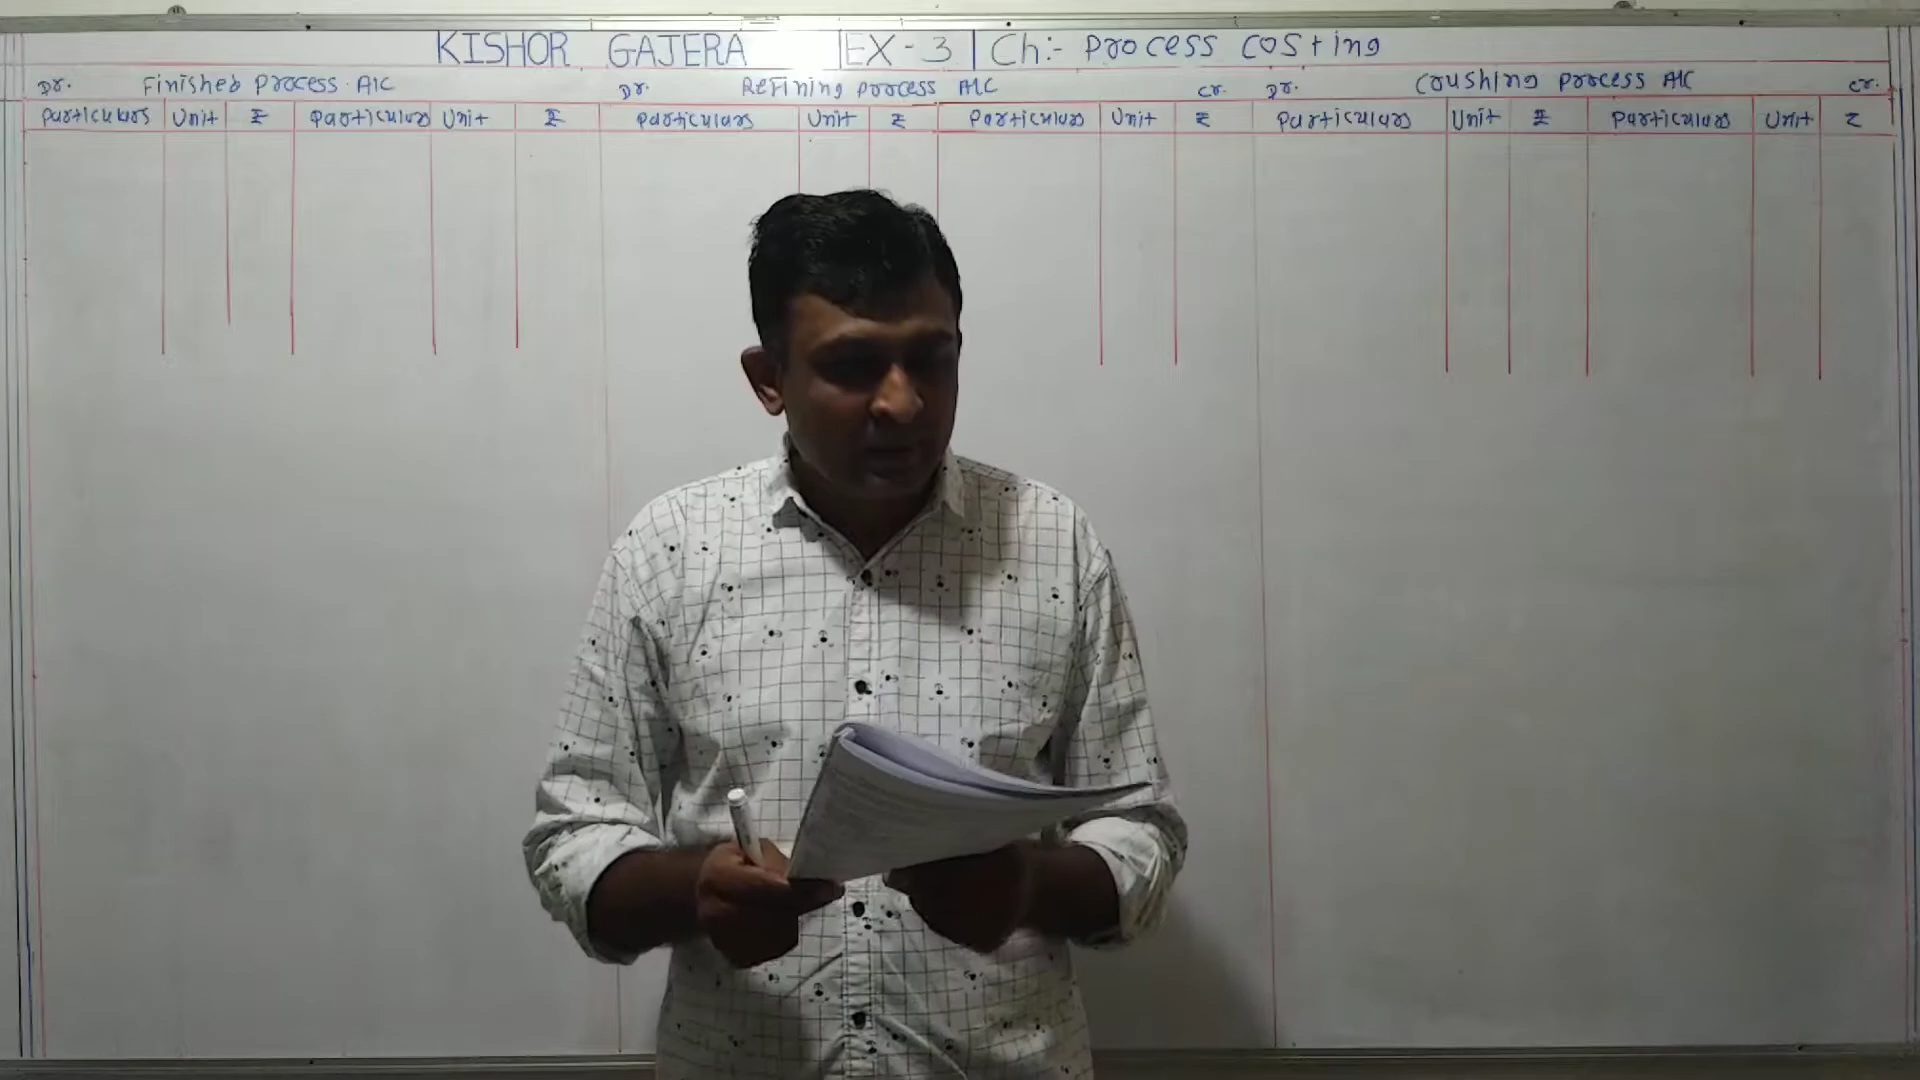 KISHOR GAJERA | EX-3 | Ch:- Process Costing
Dr. Finished Process A/C Dr. Refining process A/C Cr. Dr. Crushing process A/C Cr.
Particulars Unit ₹ Particulars Unit ₹ Particulars Unit ₹ Particulars Unit ₹ Particulars Unit ₹ Particulars Unit ₹